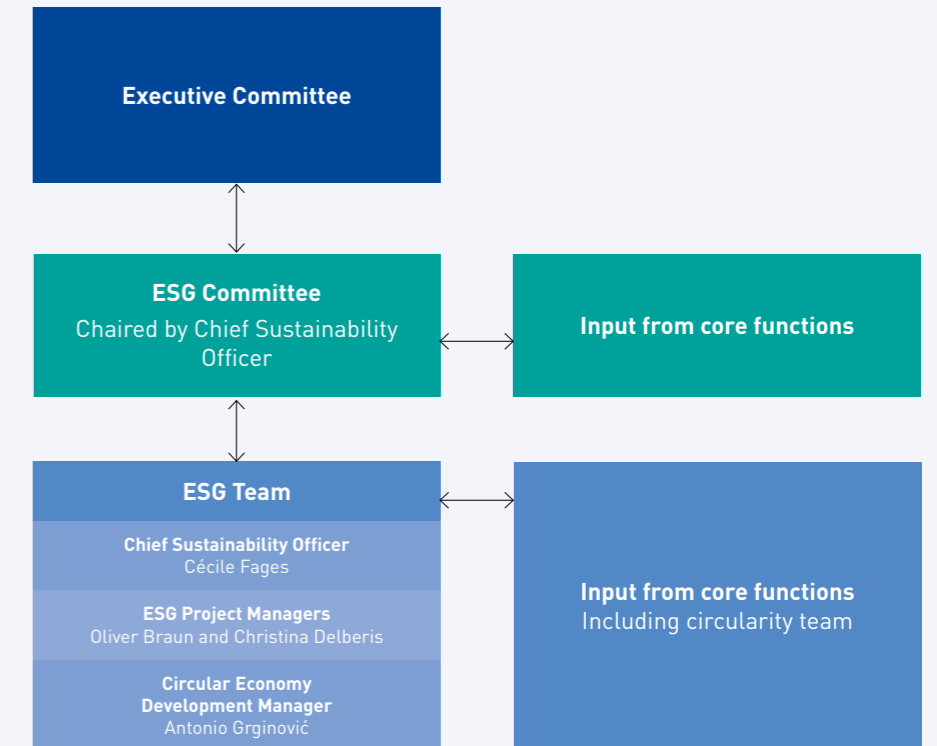 Executive Committee
ESG Committee
Chaired by Chief Sustainability
Officer
Input from core functions
ESG Team
Chief Sustainability Officer
Cécile Fages
ESG Project Managers
Oliver Braun and Christina Delberis
Circular Economy
Development Manager
Antonio Grginović
Input from core functions
Including circularity team